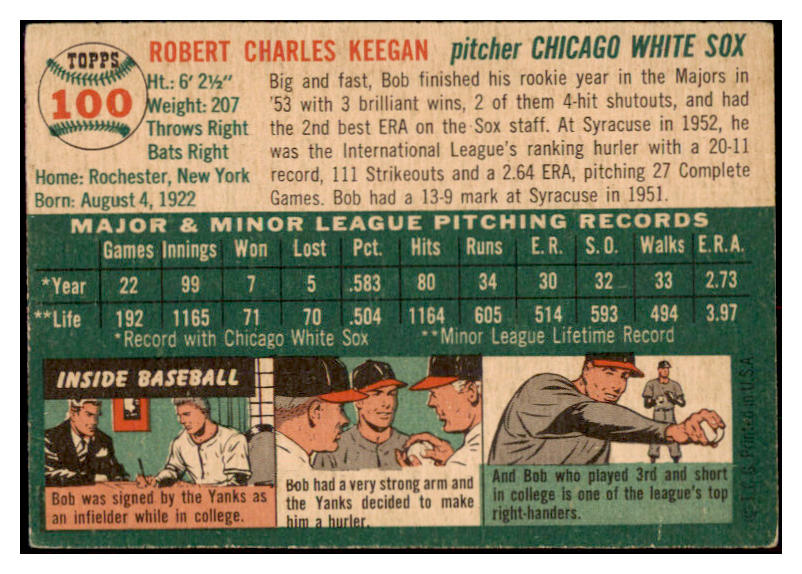 TOPPS
100
ROBERT CHARLES KEEGAN pitcher CHICAGO WHITE SOX
Ht.: 6' 2½"
Weight: 207
Throws Right
Bats Right
Home: Rochester, New York
Born: August 4, 1922
Big and fast, Bob finished his rookie year in the Majors in
'53 with 3 brilliant wins, 2 of them 4-hit shutouts, and had
the 2nd best ERA on the Sox staff. At Syracuse in 1952, he
was the International League's ranking hurler with a 20-11
record, 111 Strikeouts and a 2.64 ERA, pitching 27 Complete
Games. Bob had a 13-9 mark at Syracuse in 1951.
MAJOR & MINOR LEAGUE PITCHING RECORDS
Games Innings Won Lost Pct. Hits Runs E.R. S.O. Walks E.R.A.
*Year 22 99 7 5 .583 80 34 30 32 33 2.73
**Life 192 1165 71 70 .504 1164 605 514 593 494 3.97
*Record with Chicago White Sox **Minor League Lifetime Record
INSIDE BASEBALL
Bob was signed by the Yanks as
an infielder while in college.
Bob had a very strong arm and
the Yanks decided to make
him a hurler.
And Bob who played 3rd and short
in college is one of the league's top
right-handers.
© T.C.G. Printed in U.S.A.